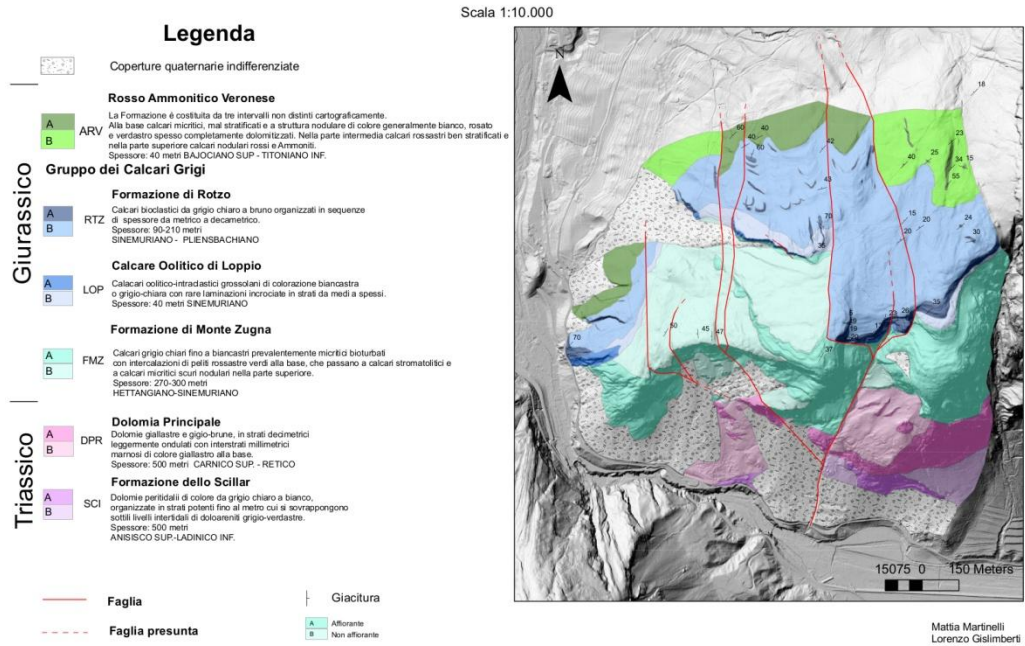 Scala 1:10.000
Legenda
Coperture quaternarie indifferenziate
Giurassico
Rosso Ammonitico Veronese
A
B
ARV
La Formazione è costituita da tre intervalli non distinti cartograficamente.
Alla base calcari micritici, mal stratificati e a struttura nodulare di colore generalmente bianco, rosato
e verdastro spesso completamente dolomitizzati. Nella parte intermedia calcari rossastri ben stratificati e
nella parte superiore calcari nodulari rossi e Ammoniti.
Spessore: 40 metri BAJOCIANO SUP - TITONIANO INF.
Gruppo dei Calcari Grigi
Formazione di Rotzo
A
B
RTZ
Calcari bioclastici da grigio chiaro a bruno organizzati in sequenze
di spessore da metrico a decametrico.
Spessore: 90-210 metri
SINEMURIANO - PLIENSBACHIANO
Calcare Oolitico di Loppio
A
B
LOP
Calacari oolitico-intraclastici grossolani di colorazione biancastra
o grigio-chiara con rare laminazioni incrociate in strati da medi a spessi.
Spessore: 40 metri SINEMURIANO
Formazione di Monte Zugna
A
B
FMZ
Calcari grigio chiari fino a biancastri prevalentemente micritici bioturbati
con intercalazioni di peliti rossastre verdi alla base, che passano a calcari stromatolitici e
a calcari micritici scuri nodulari nella parte superiore.
Spessore: 270-300 metri
HETTANGIANO-SINEMURIANO
Triassico
Dolomia Principale
A
B
DPR
Dolomie giallastre e gigio-brune, in strati decimetrici
leggermente ondulati con interstrati millimetrici
marnosi di colore giallastro alla base.
Spessore: 500 metri CARNICO SUP. - RETICO
Formazione dello Scillar
A
B
SCI
Dolomie peritidalii di colore da grigio chiaro a bianco,
organizzate in strati potenti fino al metro cui si sovrappongono
sottili livelli intertidali di doloareniti grigio-verdastre.
Spessore: 500 metri
ANISISCO SUP.-LADINICO INF.
Faglia
Giacitura
Faglia presunta
A Affiorante
B Non affiorante
N
18
60 40
40
50
42
23
40 25 34 15
55
43
15
20
24
20
30
70
50 45 47
37
70
15075 0 150 Meters
Mattia Martinelli
Lorenzo Gislimberti